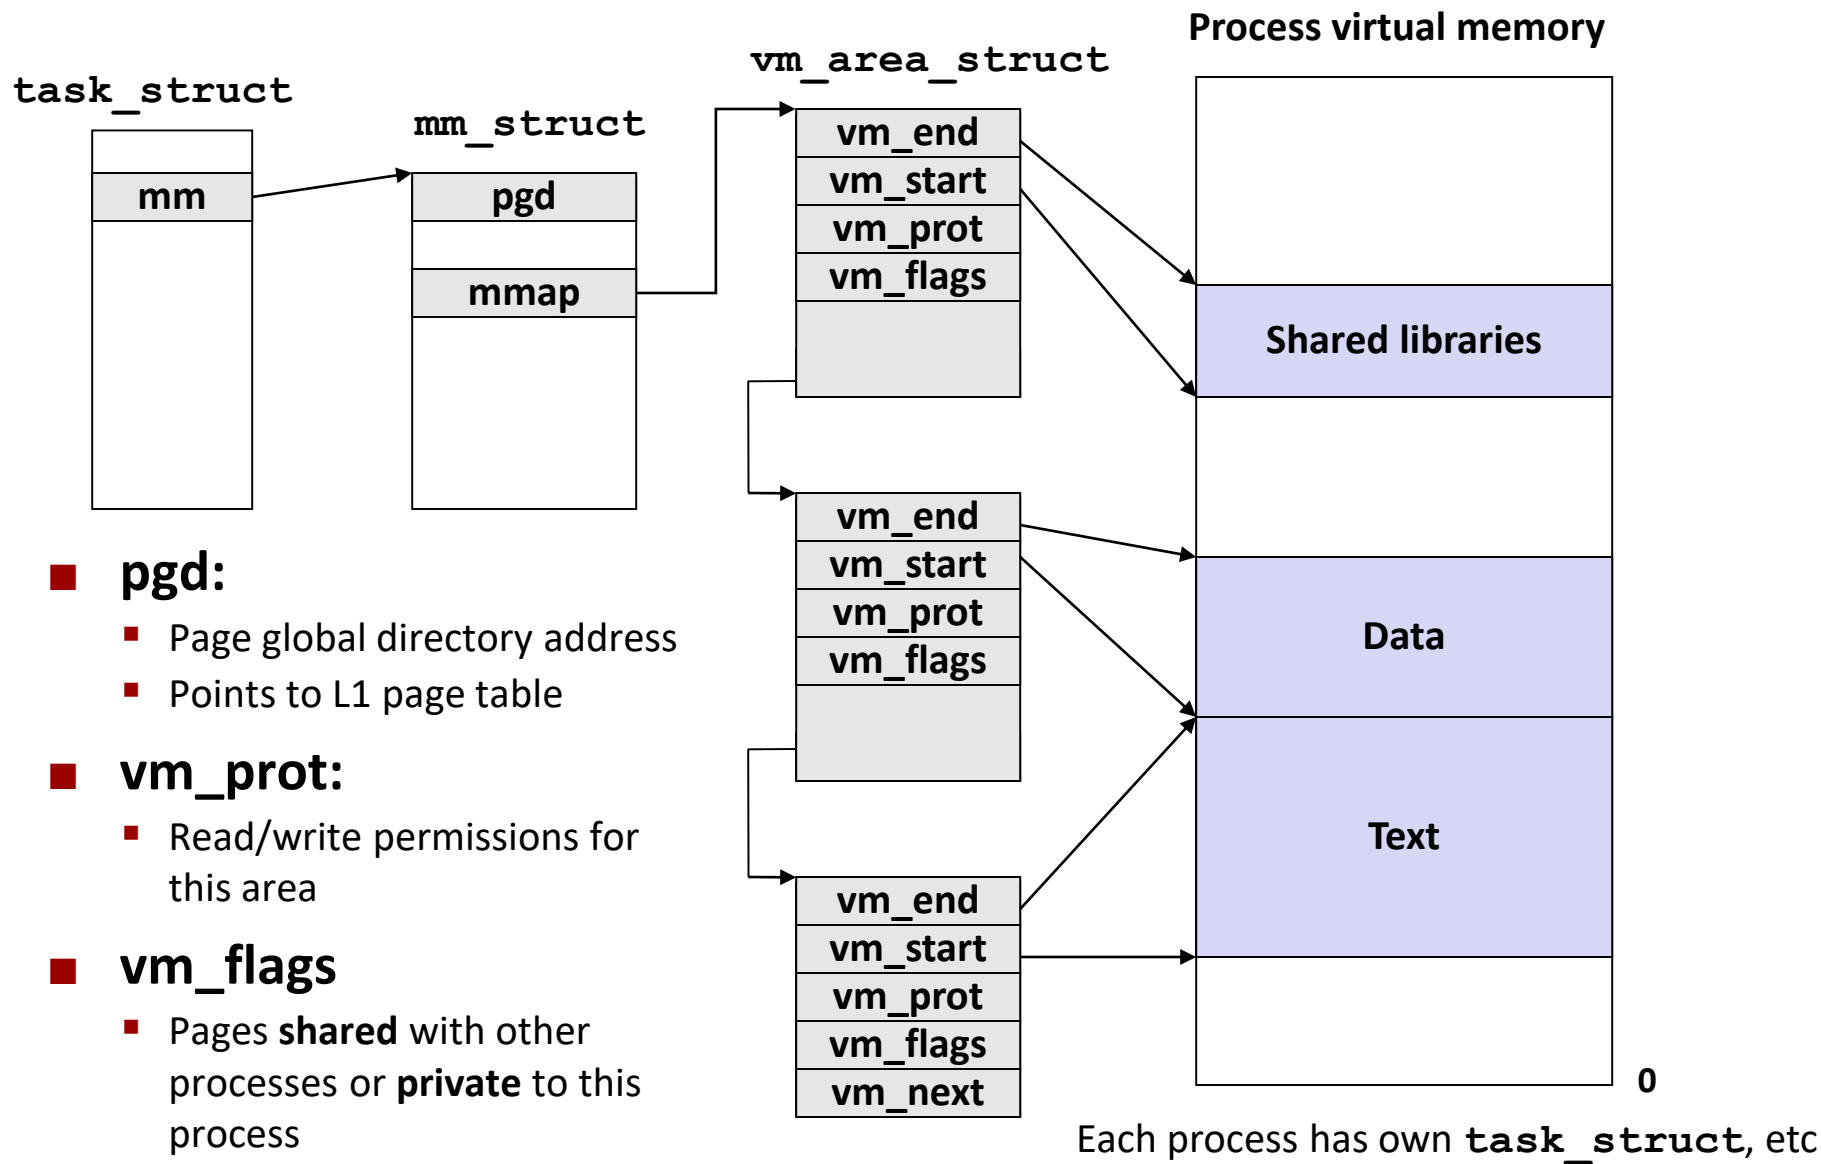 Process virtual memory
vm_area_struct
task_struct
mm_struct
mm
pgd
mmap
vm_end
vm_start
vm_prot
vm_flags
Shared libraries
vm_end
vm_start
vm_prot
vm_flags
Data
Text
vm_end
vm_start
vm_prot
vm_flags
vm_next
0
pgd:
Page global directory address
Points to L1 page table
vm_prot:
Read/write permissions for
this area
vm_flags
Pages shared with other
processes or private to this
process
Each process has own task_struct, etc